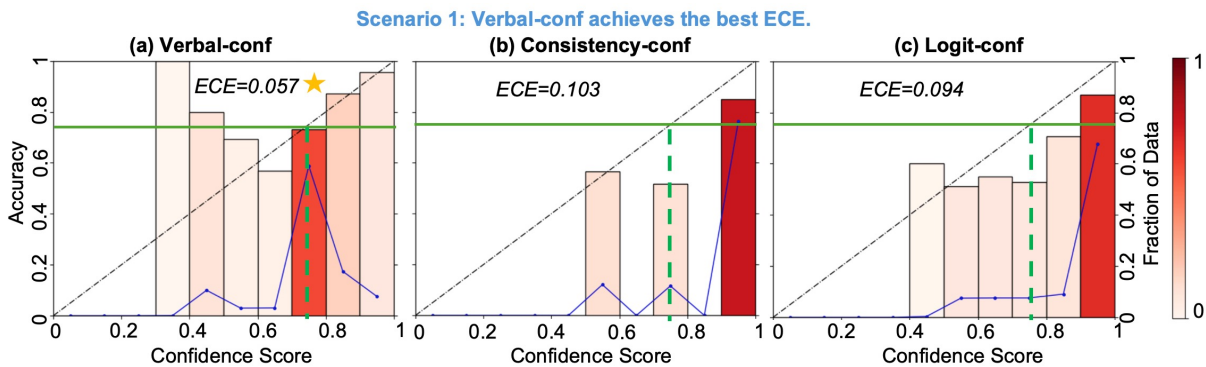 Scenario 1: Verbal-conf achieves the best ECE.
(a) Verbal-conf
(b) Consistency-conf
(c) Logit-conf
ECE=0.057
ECE=0.103
ECE=0.094
Accuracy
0 0.2 0.4 0.6 0.8 1
0 0.2 0.4 0.6 0.8 1
Confidence Score
0 0.2 0.4 0.6 0.8 1
Confidence Score
0 0.2 0.4 0.6 0.8 1
Confidence Score
0 0.2 0.4 0.6 0.8 1
Fraction of Data
1
0